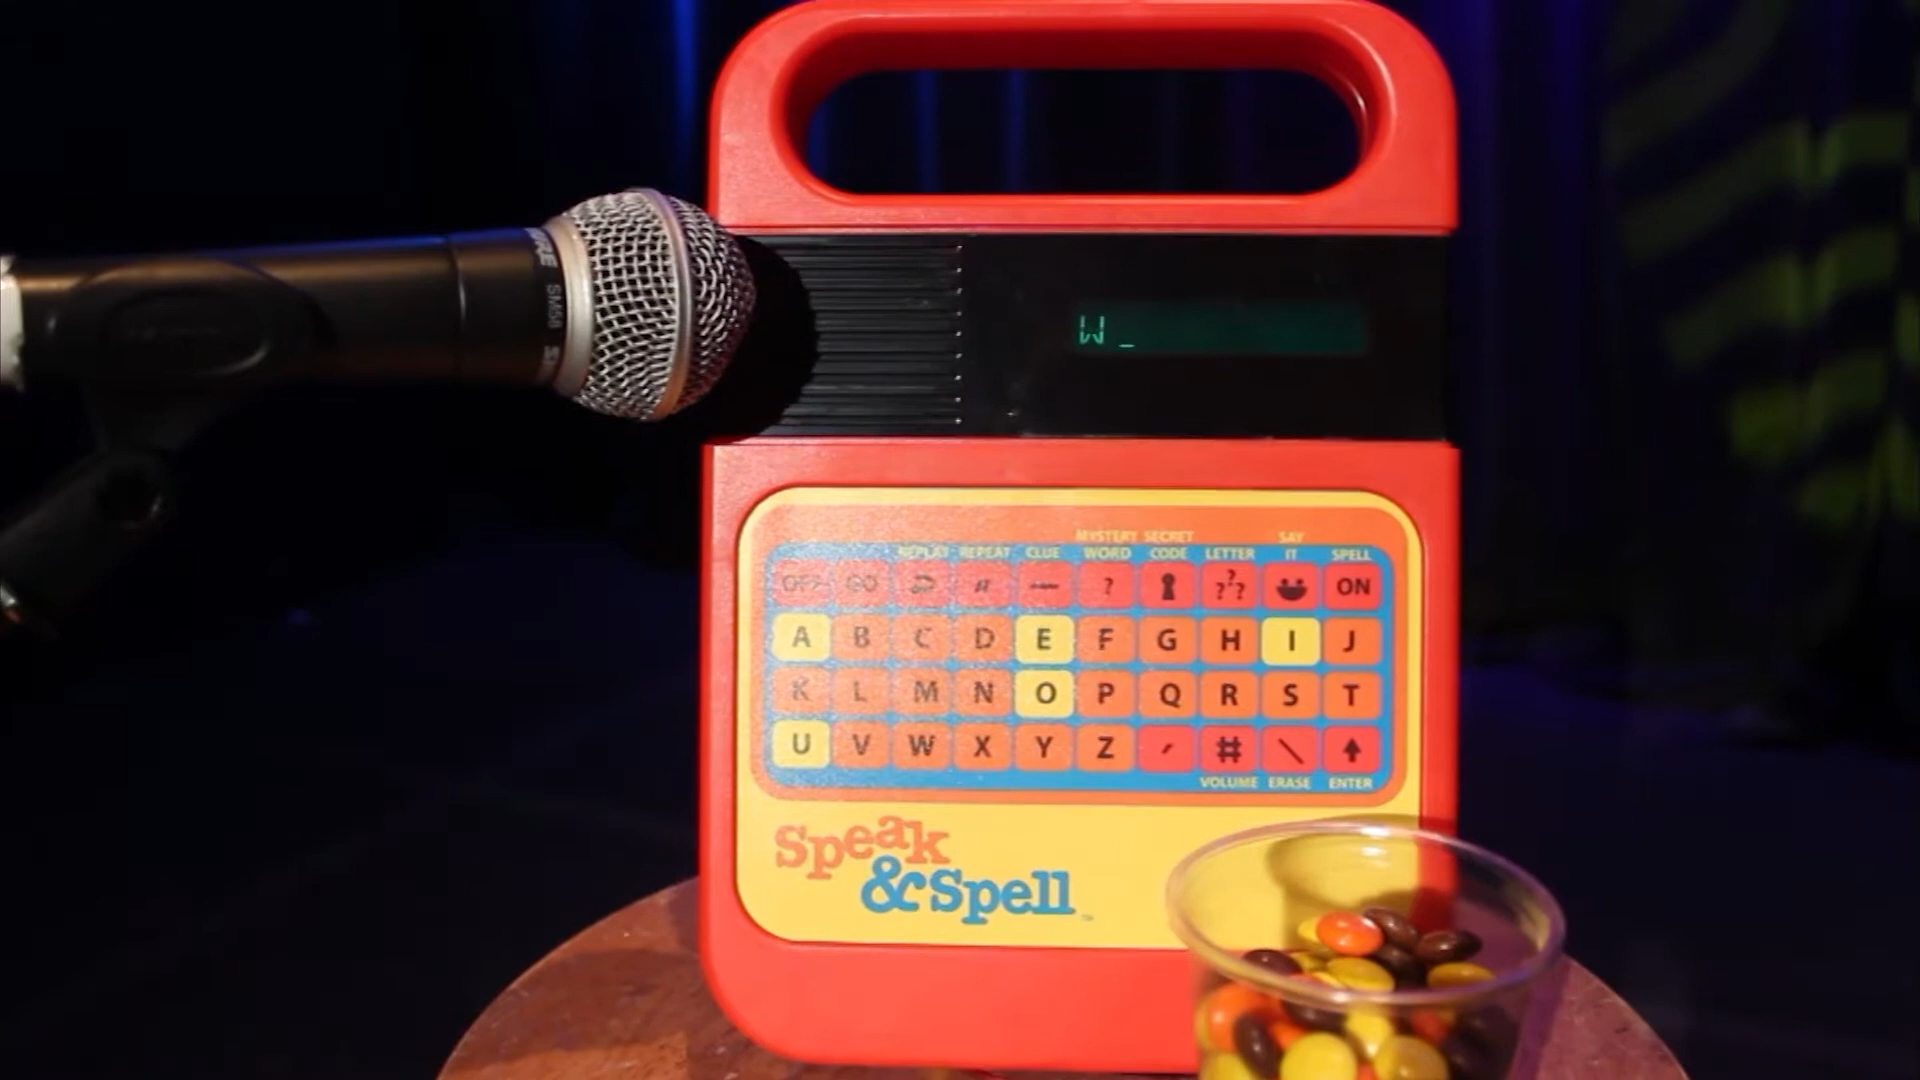 SM58
W _
MYSTERY SECRET SAY
REPLAY REPEAT CLUE WORD CODE LETTER IT SPELL
OFF GO ? ??? ON
A B C D E F G H I J
K L M N O P Q R S T
U V W X Y Z ' # \ ↑
VOLUME ERASE ENTER
Speak
& Spell
™